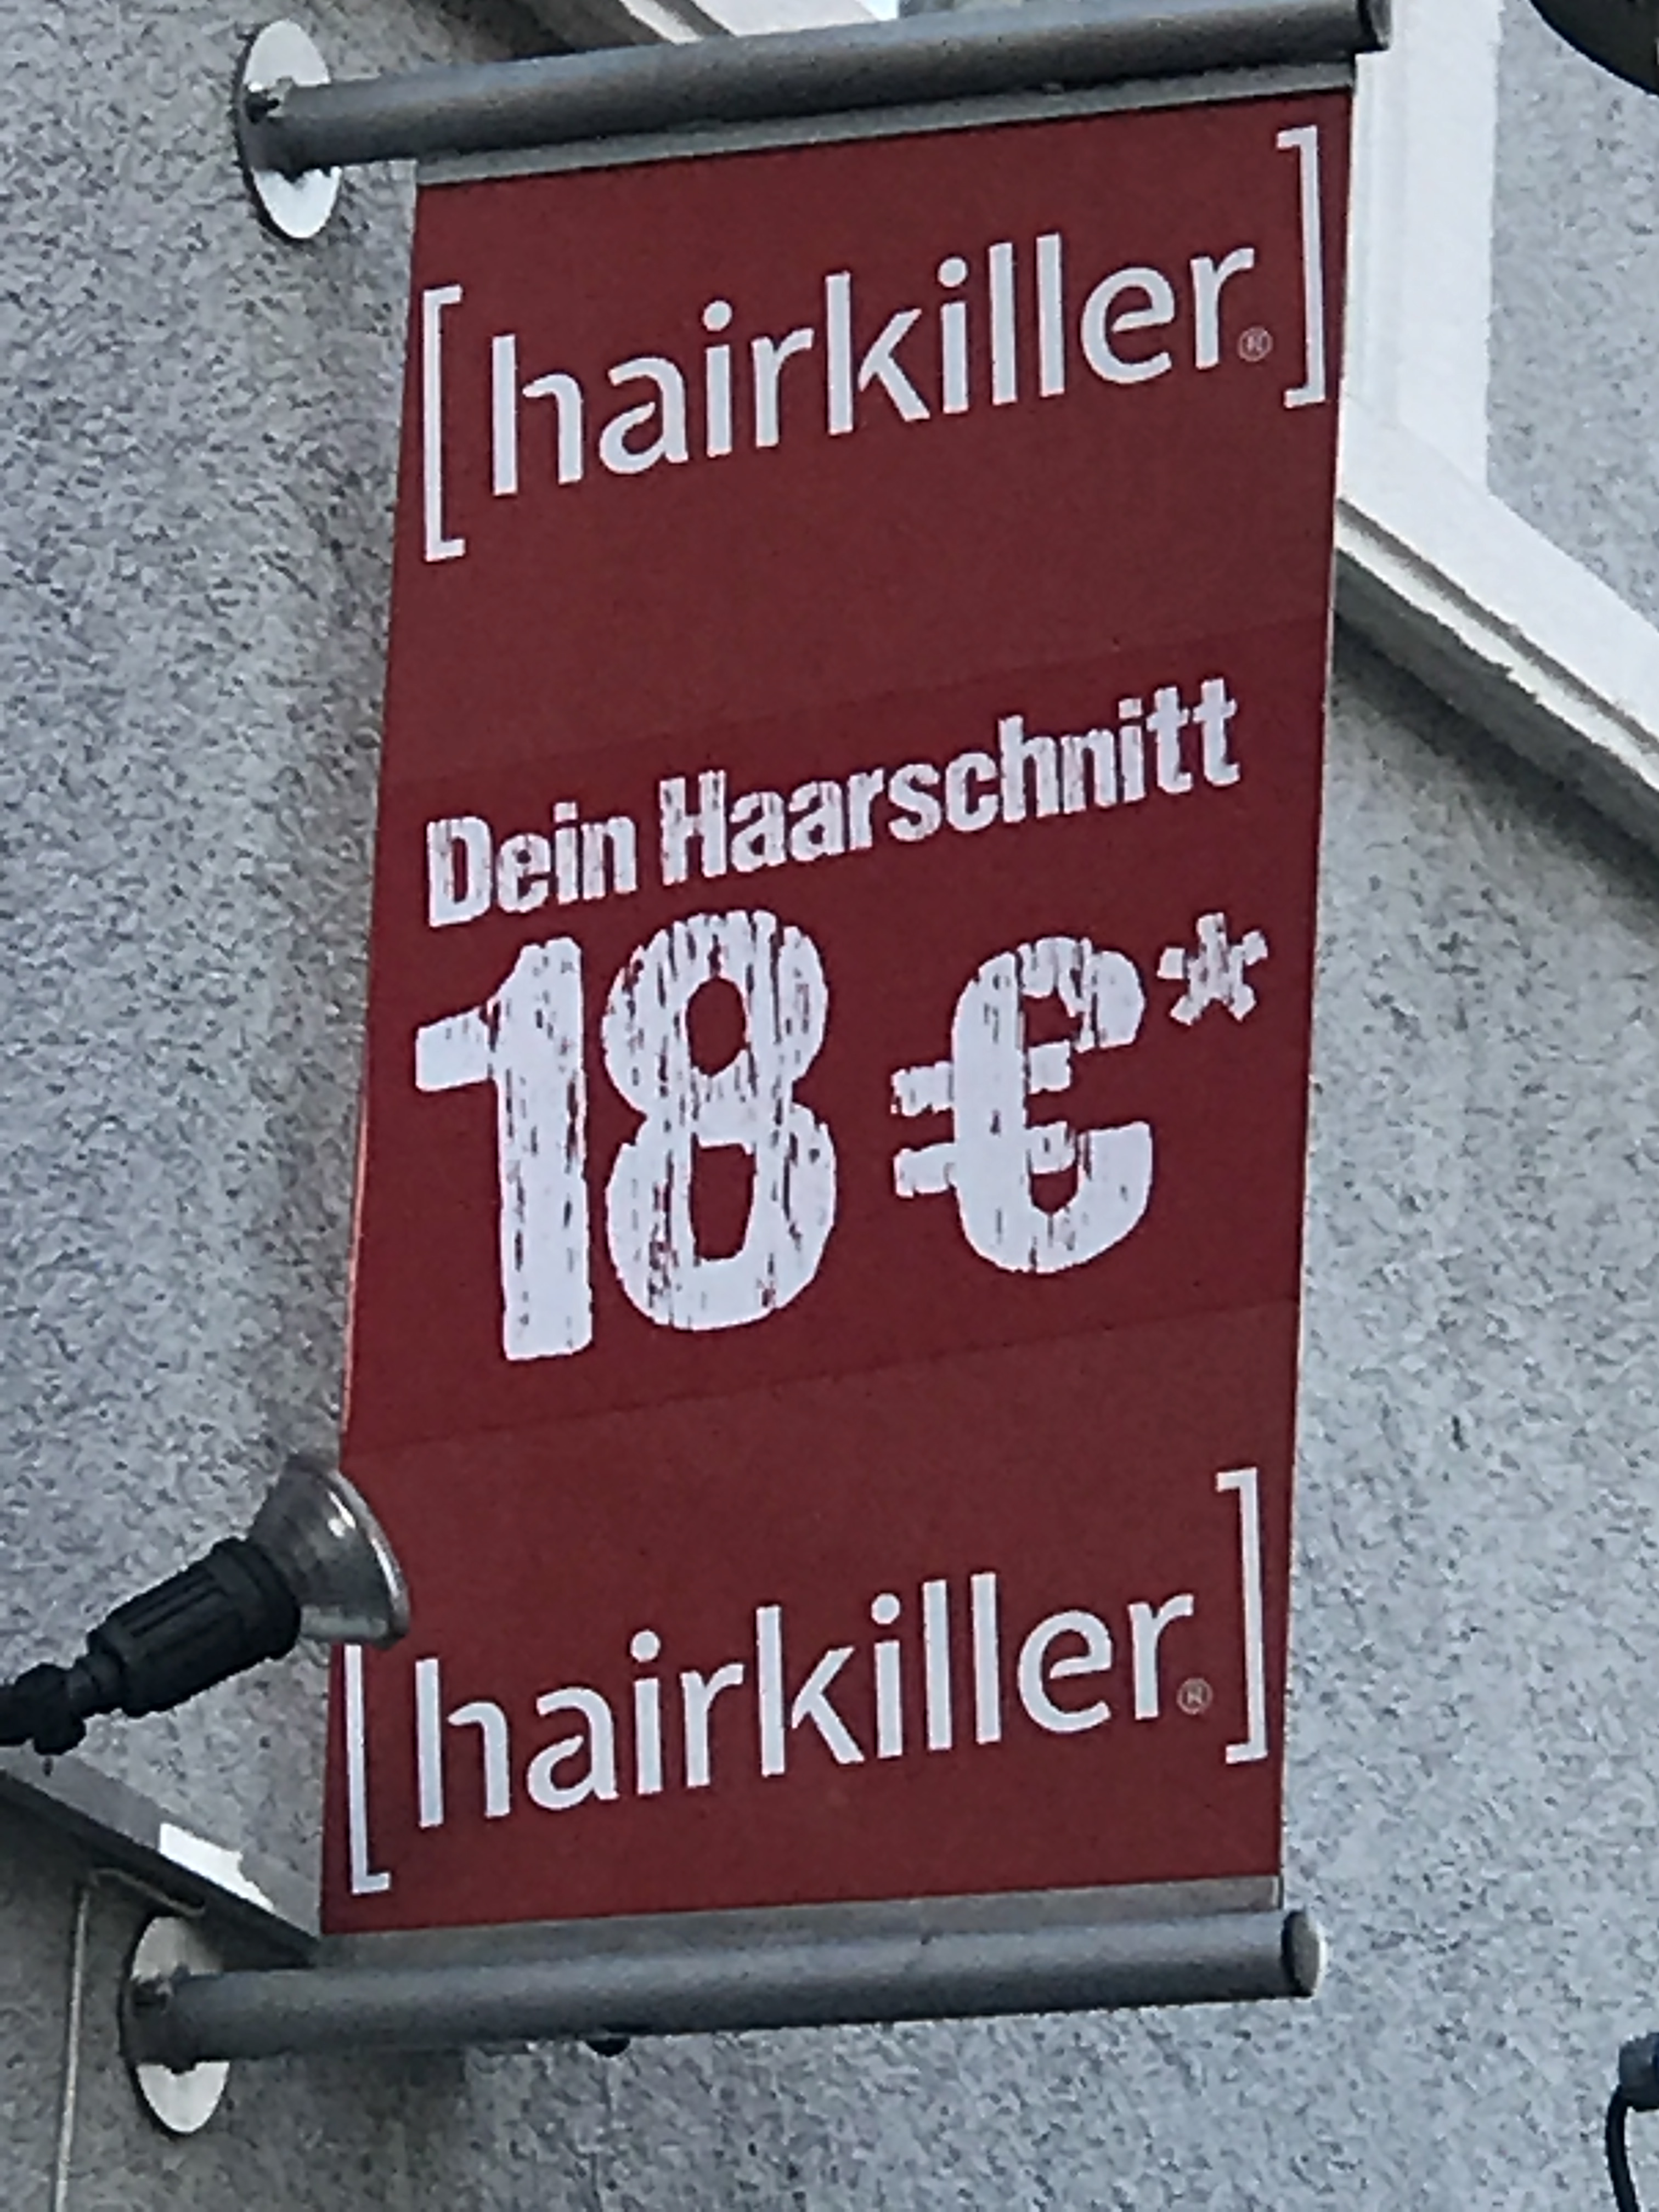 [hairkiller®]
Dein Haarschnitt
18 €*
[hairkiller®]